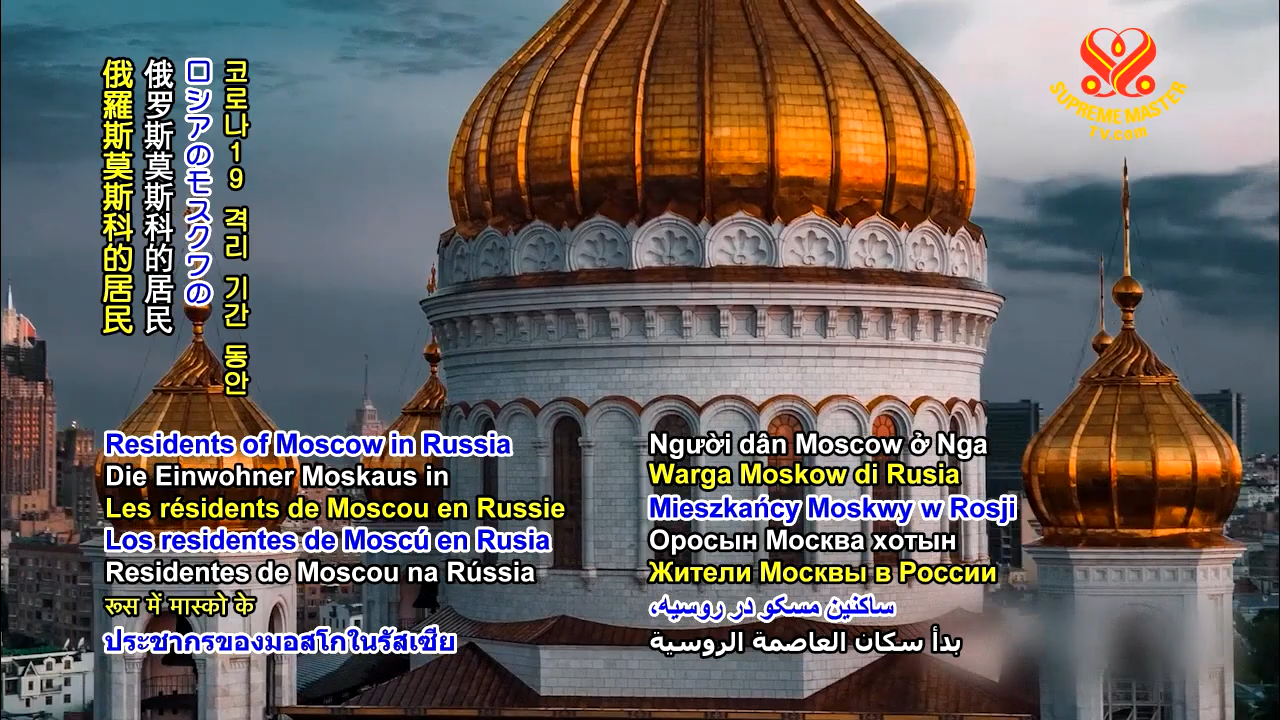 俄羅斯莫斯科的居民
俄罗斯莫斯科的居民
ロシアのモスクワの
코로나19 격리 기간 동안
SUPREME MASTER
TV.com
Residents of Moscow in Russia
Die Einwohner Moskaus in
Les résidents de Moscou en Russie
Los residentes de Moscú en Rusia
Residentes de Moscou na Rússia
रूस में मास्को के
ประชากรของมอสโกในรัสเซีย
Người dân Moscow ở Nga
Warga Moskow di Rusia
Mieszkańcy Moskwy w Rosji
Оросын Москва хотын
Жители Москвы в России
ساکنین مسکو در روسیه،
بدأ سكان العاصمة الروسية